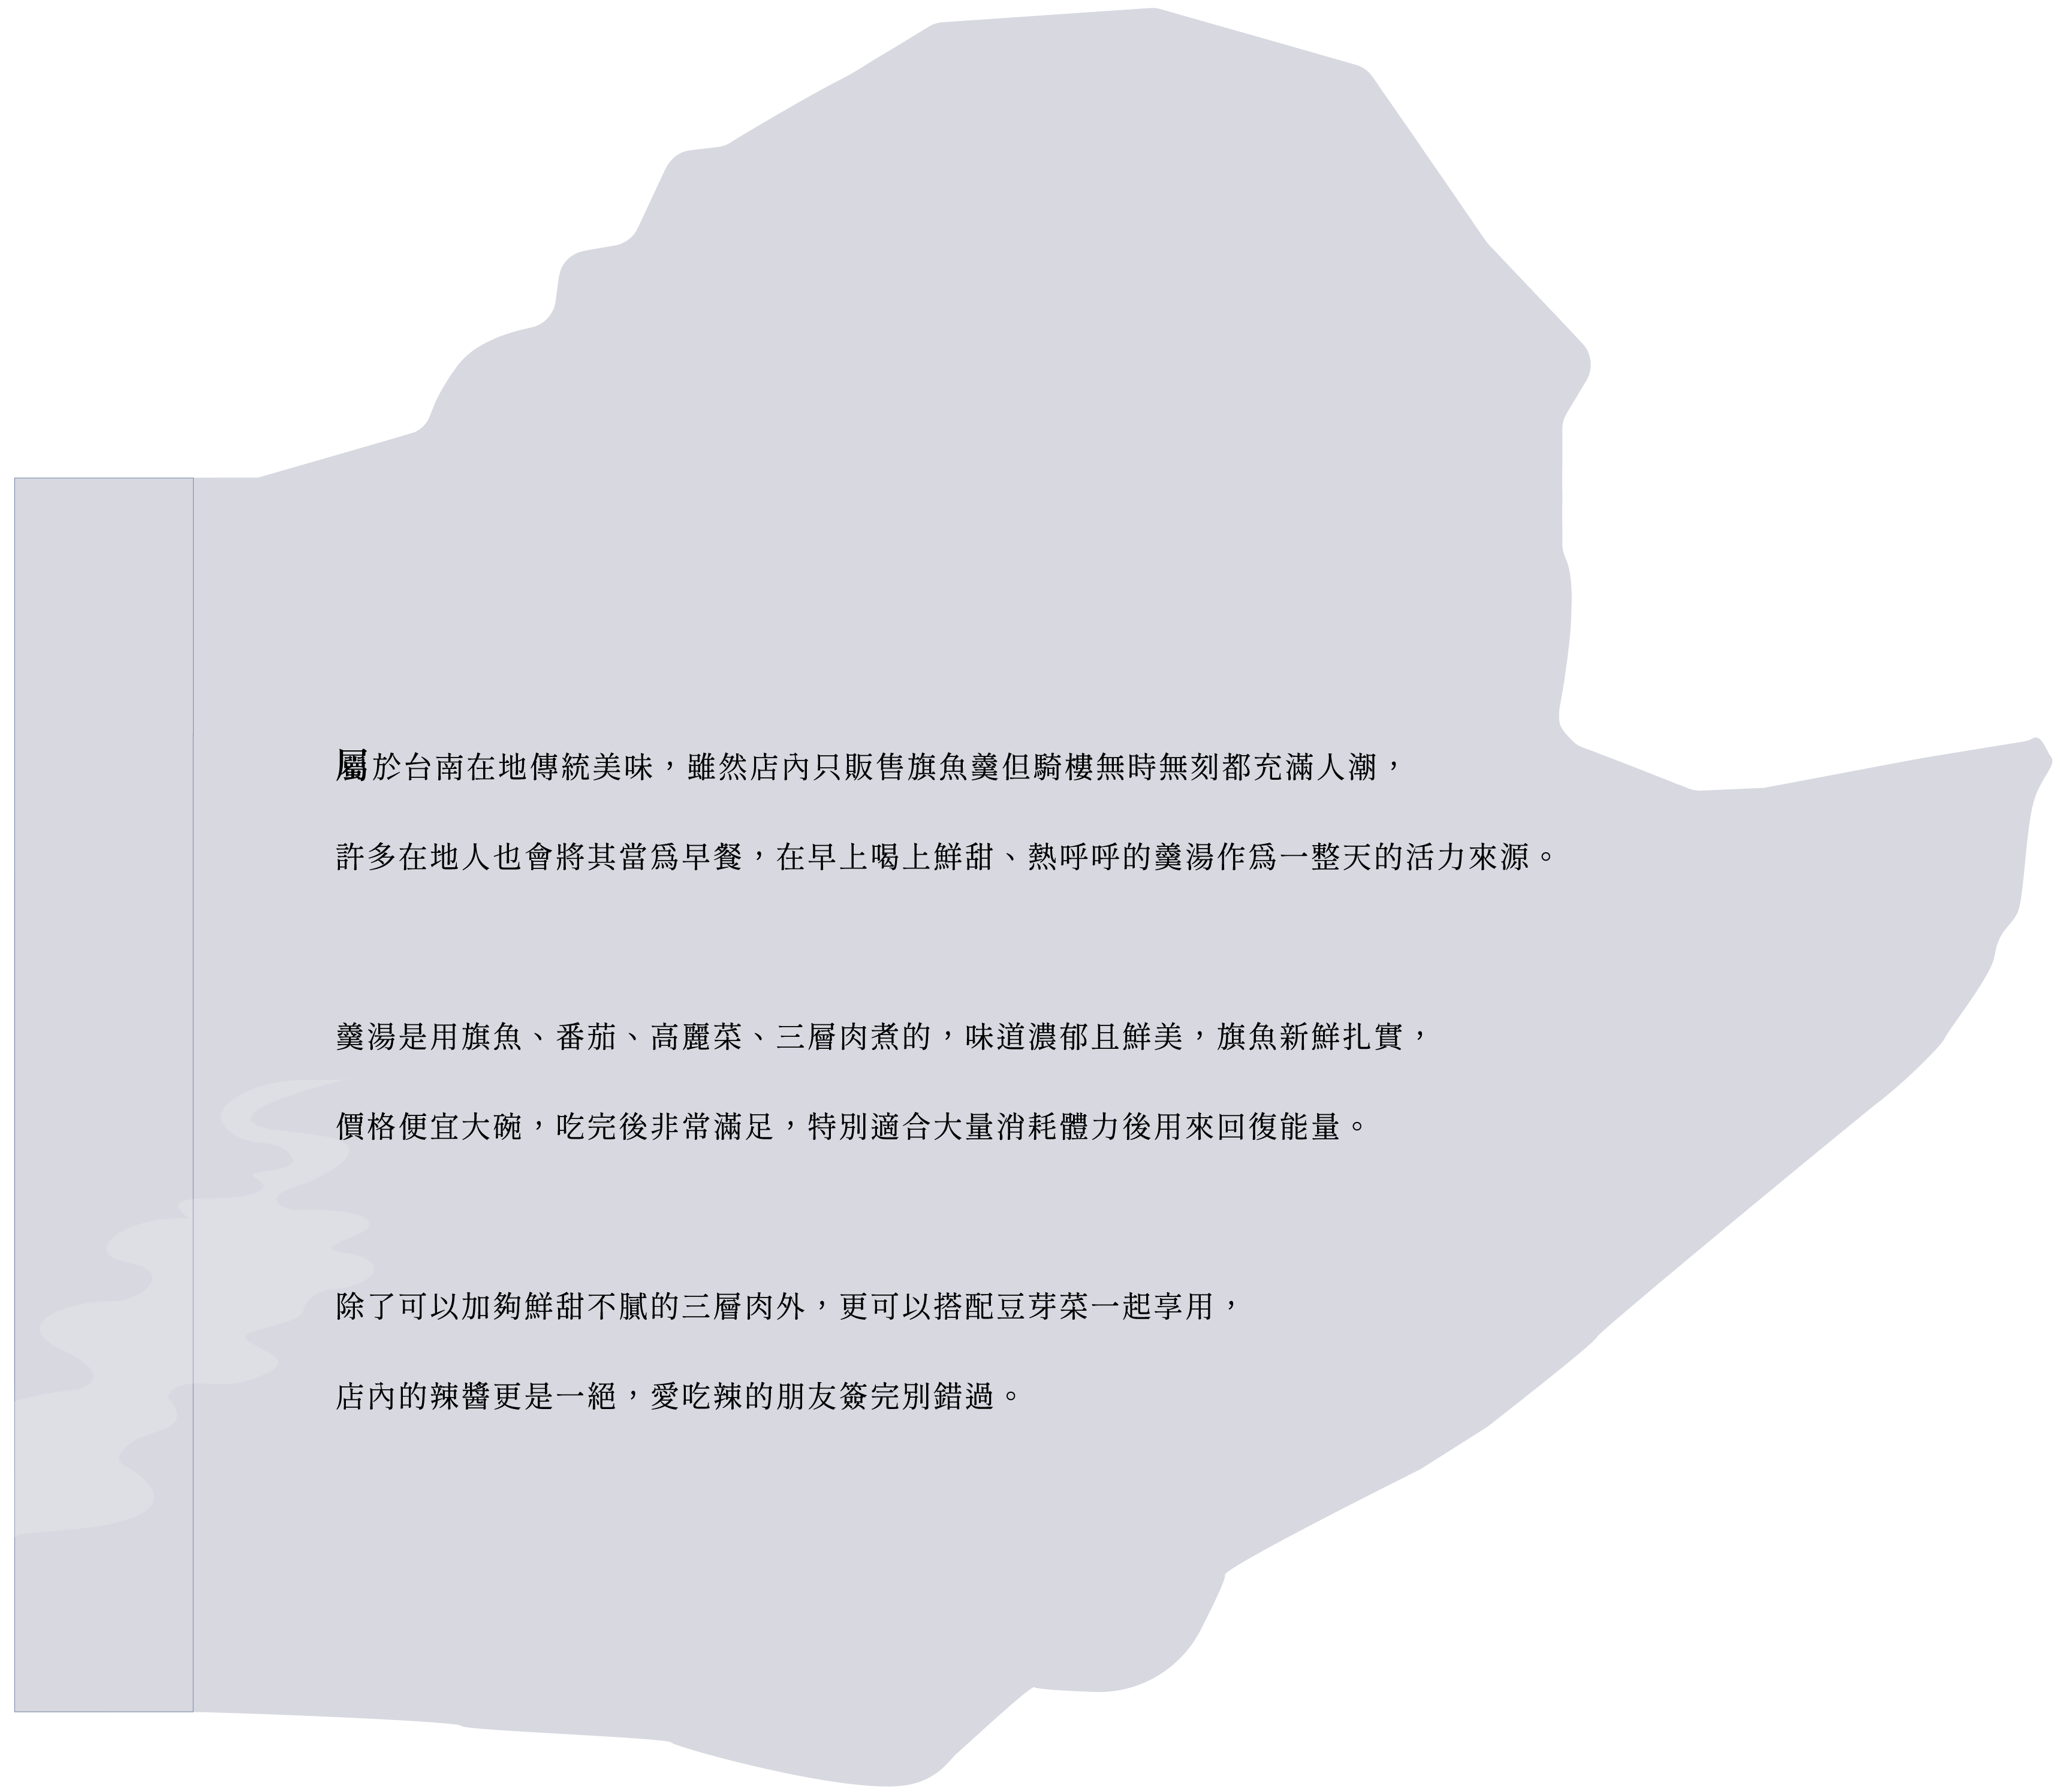 屬於台南在地傳統美味，雖然店內只販售旗魚羹但騎樓無時無刻都充滿人潮，
許多在地人也會將其當爲早餐，在早上喝上鮮甜、熱呼呼的羹湯作爲一整天的活力來源。
羹湯是用旗魚、番茄、高麗菜、三層肉煮的，味道濃郁且鮮美，旗魚新鮮扎實，
價格便宜大碗，吃完後非常滿足，特別適合大量消耗體力後用來回復能量。
除了可以加夠鮮甜不膩的三層肉外，更可以搭配豆芽菜一起享用，
店內的辣醬更是一絕，愛吃辣的朋友簽完別錯過。